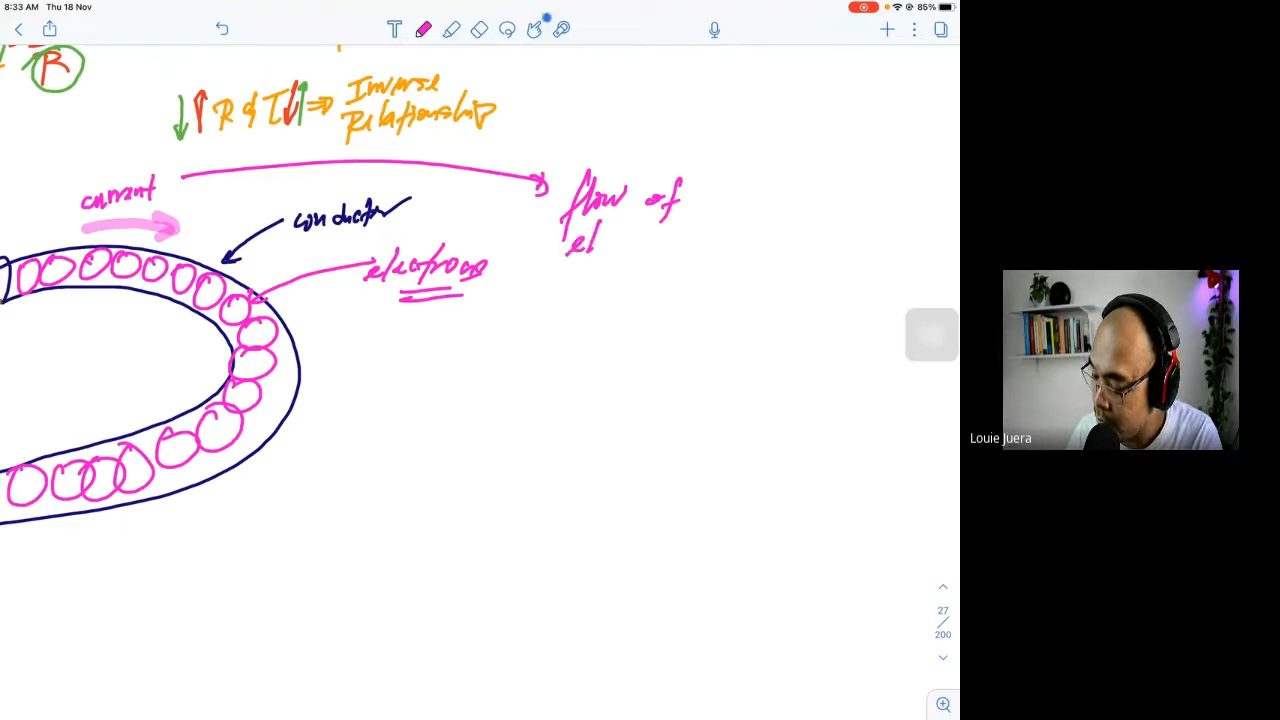 8:33 AM Thu 18 Nov
85%
R
R & I ⇒ Inverse
Relationship
current
conductor
flow of
el
electrons
27
200
Louie Juera